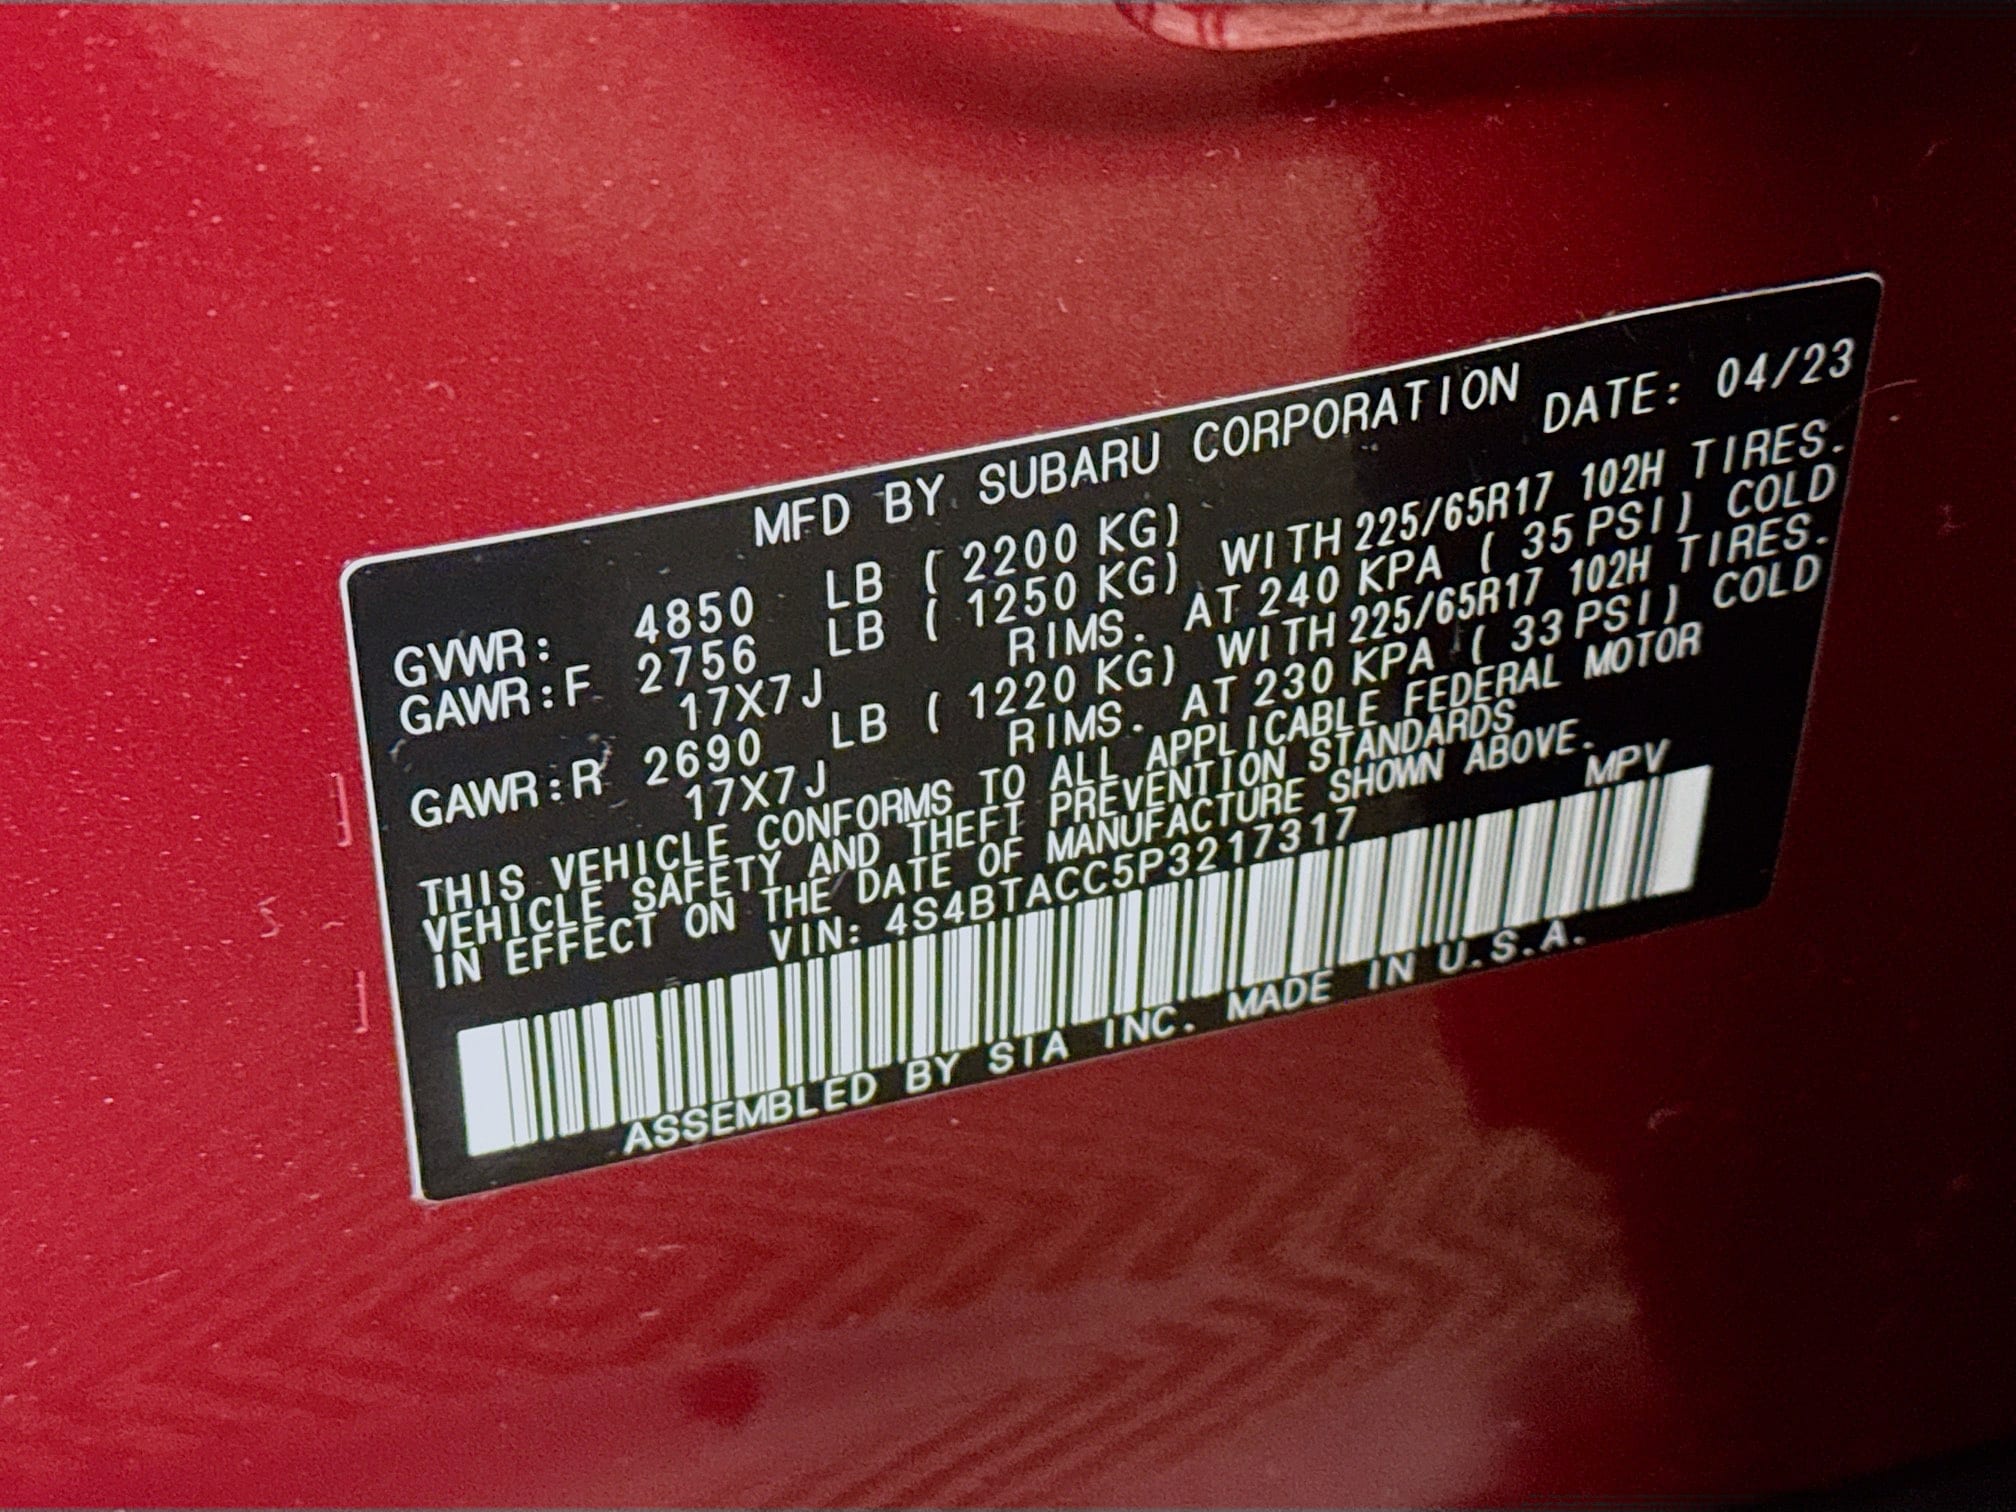 MFD BY SUBARU CORPORATION DATE: 04/23
GVWR: 4850 LB ( 2200 KG)
GAWR:F 2756 LB ( 1250 KG) WITH 225/65R17 102H TIRES.
17X7J RIMS. AT 240 KPA ( 35 PSI) COLD
GAWR:R 2690 LB ( 1220 KG) WITH 225/65R17 102H TIRES.
17X7J RIMS. AT 230 KPA ( 33 PSI) COLD
THIS VEHICLE CONFORMS TO ALL APPLICABLE FEDERAL MOTOR
VEHICLE SAFETY AND THEFT PREVENTION STANDARDS
IN EFFECT ON THE DATE OF MANUFACTURE SHOWN ABOVE.
VIN: 4S4BTACC5P3217317 MPV
ASSEMBLED BY SIA INC. MADE IN U.S.A.